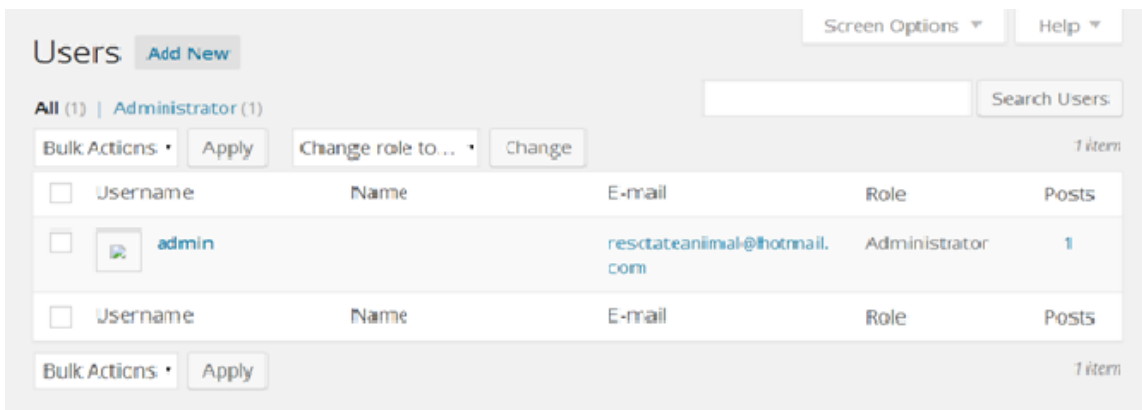 Screen Options Help
Users Add New
All (1) | Administrator (1)
Search Users
Bulk Actions Apply Change role to... Change 1 item
Username Name E-mail Role Posts
admin Administrator 1
com
Username Name E-mail Role Posts
Bulk Actions Apply 1 item